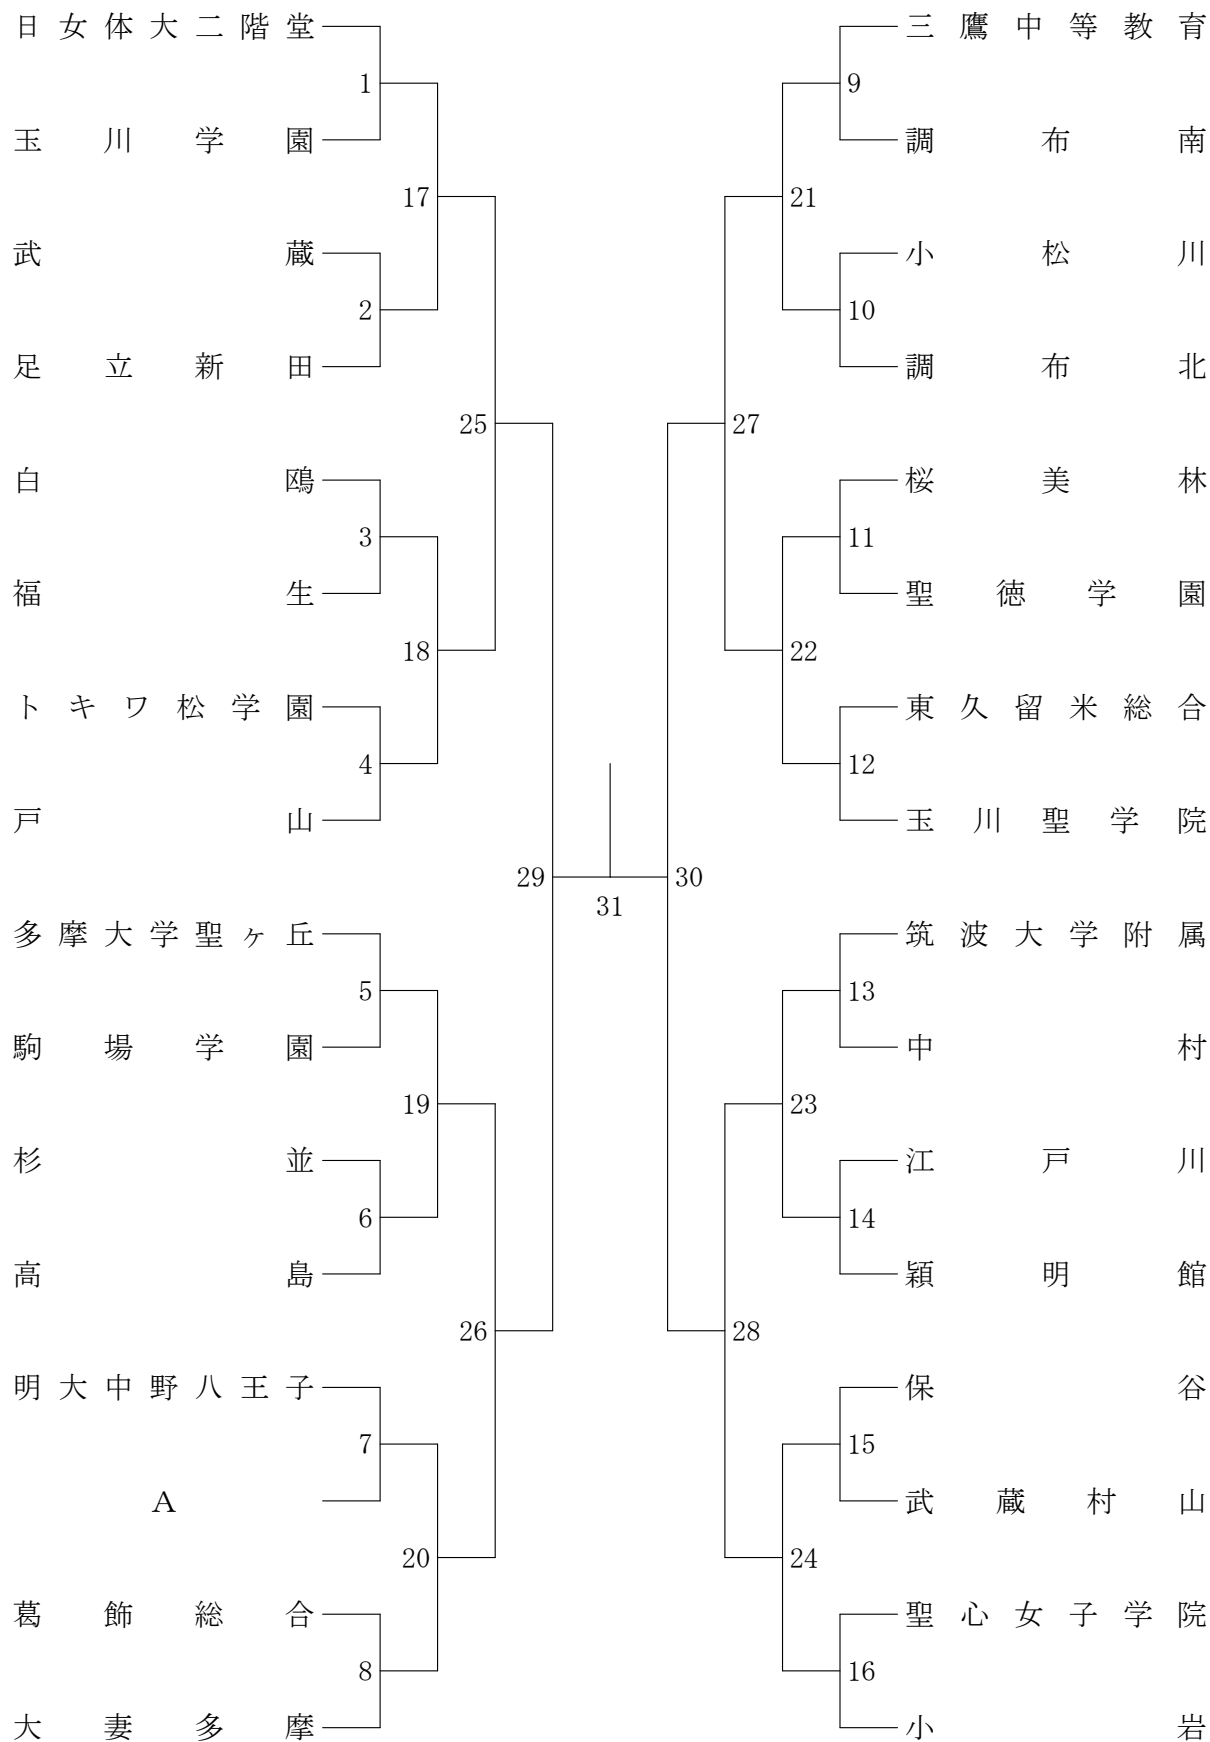 日女体大二階堂
1
玉川学園
17
武蔵
2
足立新田
25
白鴎
3
福生
18
トキワ松学園
4
戸山
29
多摩大学聖ヶ丘
5
駒場学園
19
杉並
6
高島
26
明大中野八王子
7
A
20
葛飾総合
8
大妻多摩
31
三鷹中等教育
9
調布南
21
小松川
10
調布北
27
桜美林
11
聖徳学園
22
東久留米総合
12
玉川聖学院
30
筑波大学附属
13
中村
23
江戸川
14
穎明館
28
保谷
15
武蔵村山
24
聖心女子学院
16
小岩